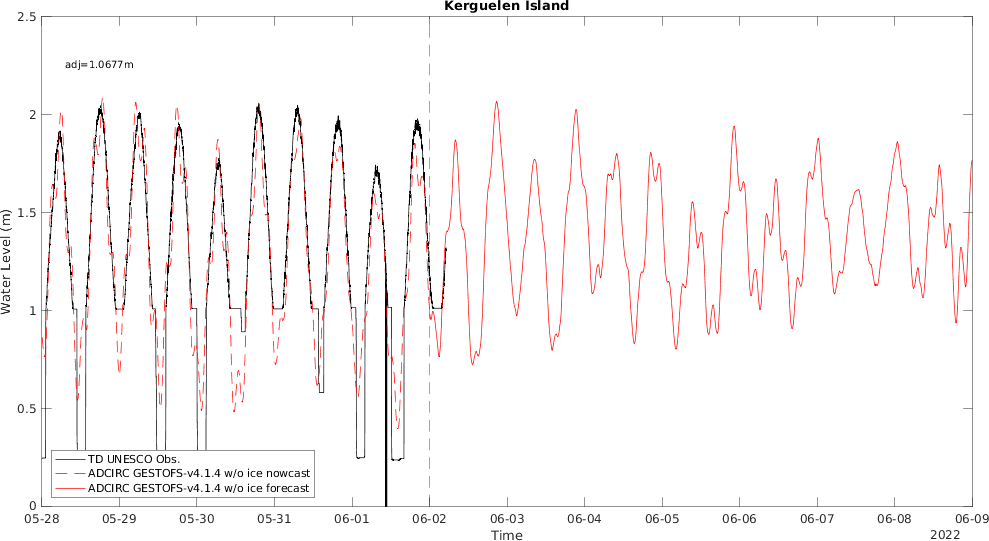 Kerguelen Island
2.5
adj=1.0677m
2
1.5
Water Level (m)
1
0.5
TD UNESCO Obs.
ADCIRC GESTOFS-v4.1.4 w/o ice nowcast
ADCIRC GESTOFS-v4.1.4 w/o ice forecast
0
05-28 05-29 05-30 05-31 06-01 06-02 06-03 06-04 06-05 06-06 06-07 06-08 06-09
Time
2022